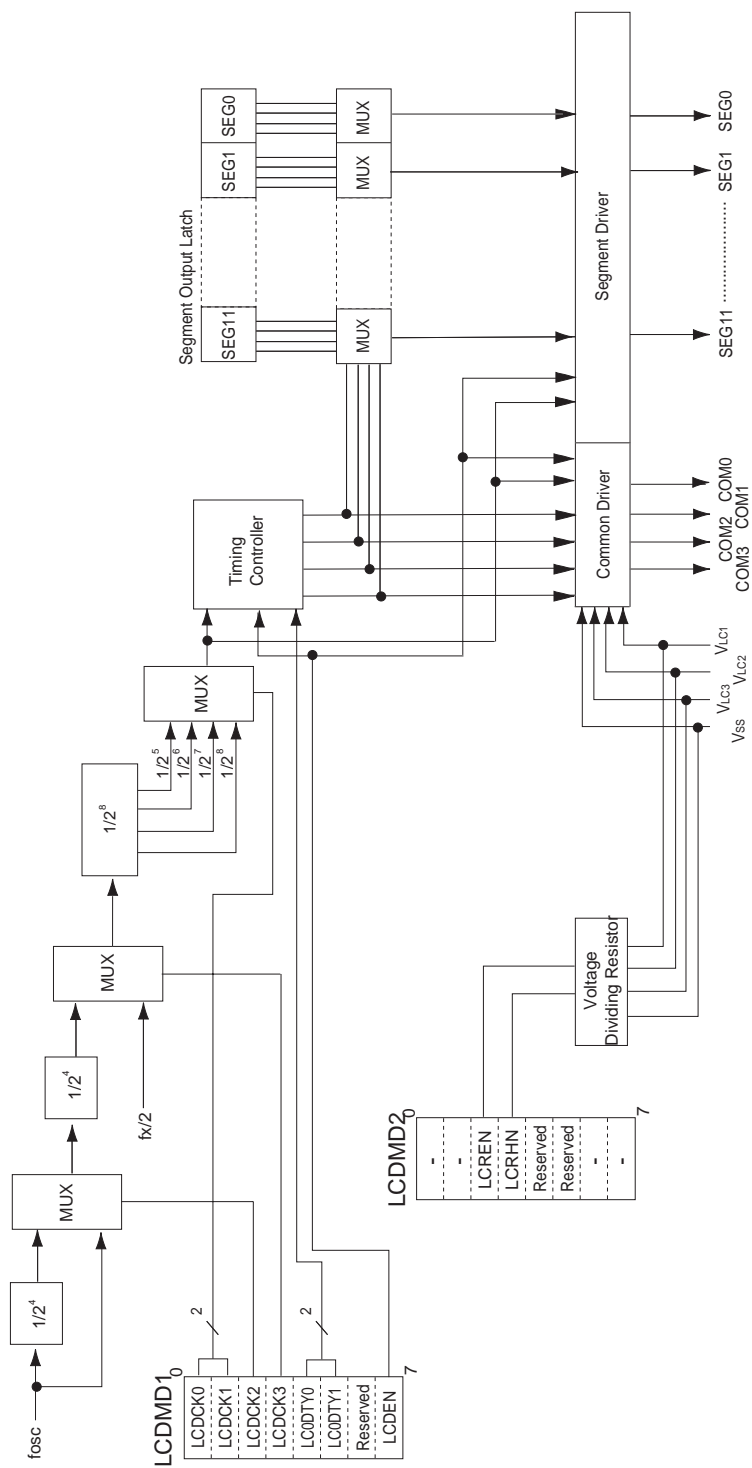 fosc
1/2⁴
MUX
1/2⁴
fx/2
MUX
1/2⁸
1/2⁵
1/2⁶
1/2⁷
1/2⁸
MUX
Timing
Controller
Segment Output Latch
SEG11
SEG1
SEG0
MUX
MUX
MUX
LCDMD1
0
LCDCK0
LCDCK1
LCDCK2
LCDCK3
LC0DTY0
LC0DTY1
Reserved
LCDEN
7
2
2
LCDMD2
0
-
-
LCREN
LCRHN
Reserved
Reserved
-
-
7
Voltage
Dividing Resistor
Common Driver
Segment Driver
VSS
VLC3
VLC2
VLC1
COM3
COM2
COM1
COM0
SEG11 .................... SEG1
SEG0